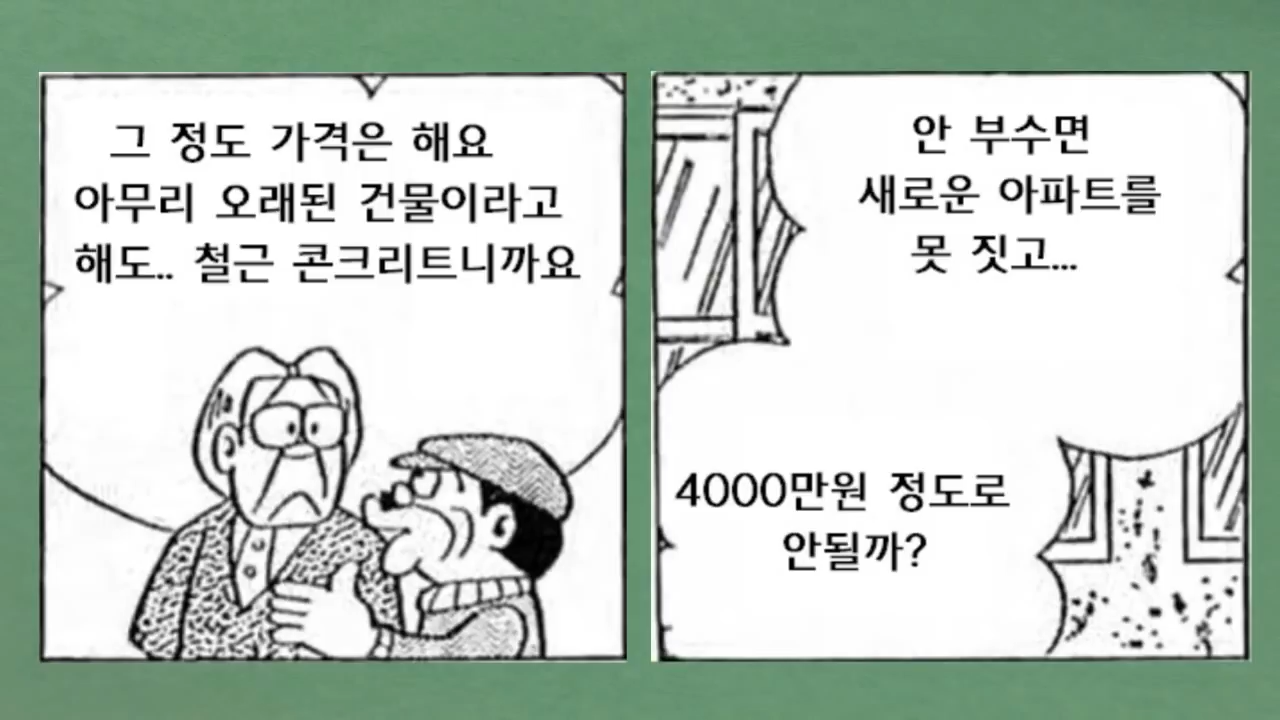 그 정도 가격은 해요
아무리 오래된 건물이라고
해도.. 철근 콘크리트니까요
안 부수면
새로운 아파트를
못 짓고...
4000만원 정도로
안될까?